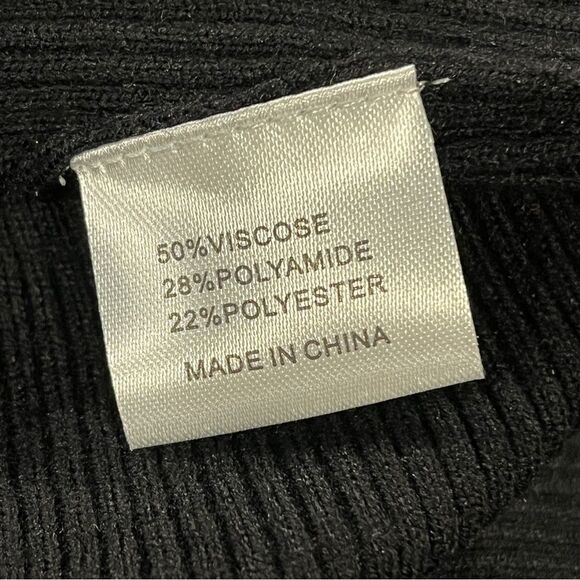 50%VISCOSE
28%POLYAMIDE
22%POLYESTER
MADE IN CHINA